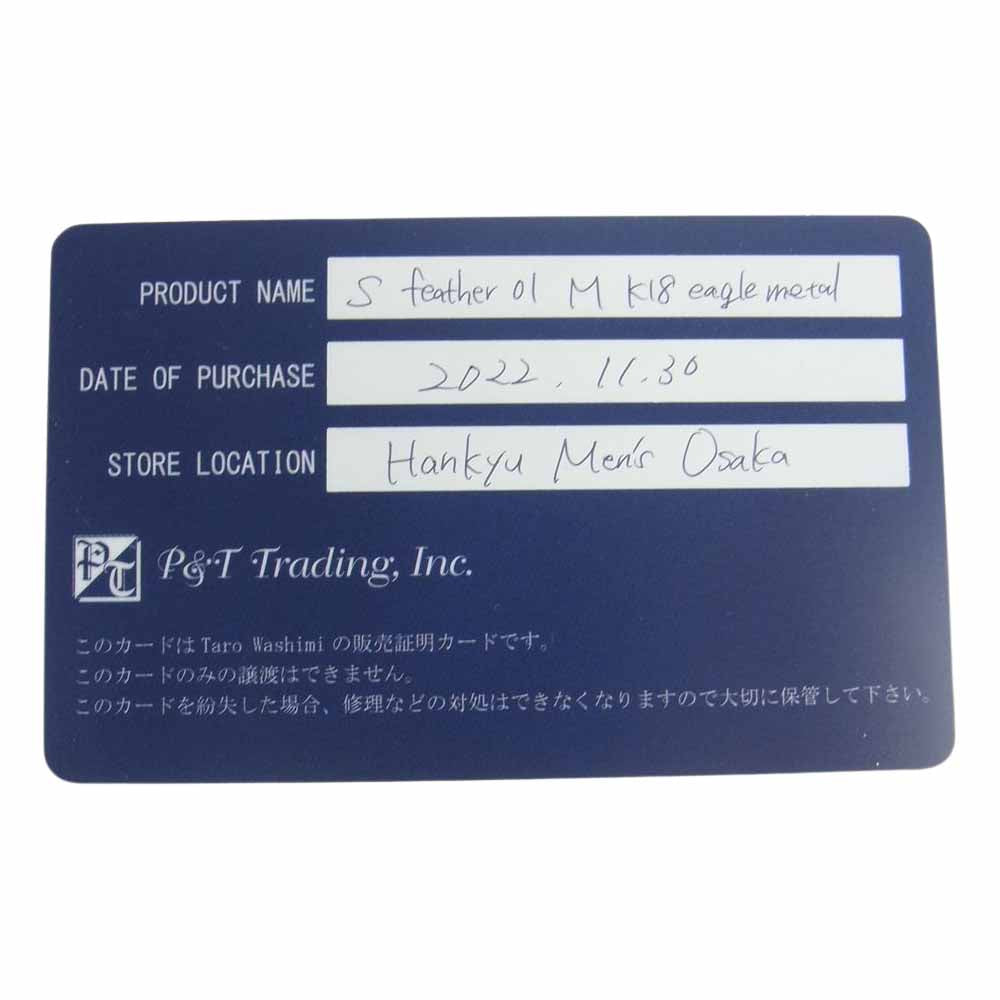 PRODUCT NAME S feather 01 M K18 eagle metal
DATE OF PURCHASE 2022.11.30
STORE LOCATION Hankyu Men's Osaka
PT P&T Trading, Inc.
このカードはTaro Washimiの販売証明カードです。
このカードのみの譲渡はできません。
このカードを紛失した場合、修理などの対処はできなくなりますので大切に保管して下さい。